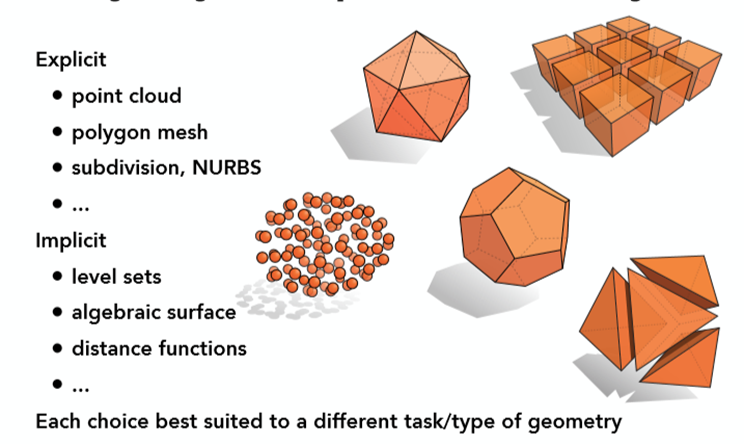 Explicit
• point cloud
• polygon mesh
• subdivision, NURBS
• ...
Implicit
• level sets
• algebraic surface
• distance functions
• ...
Each choice best suited to a different task/type of geometry